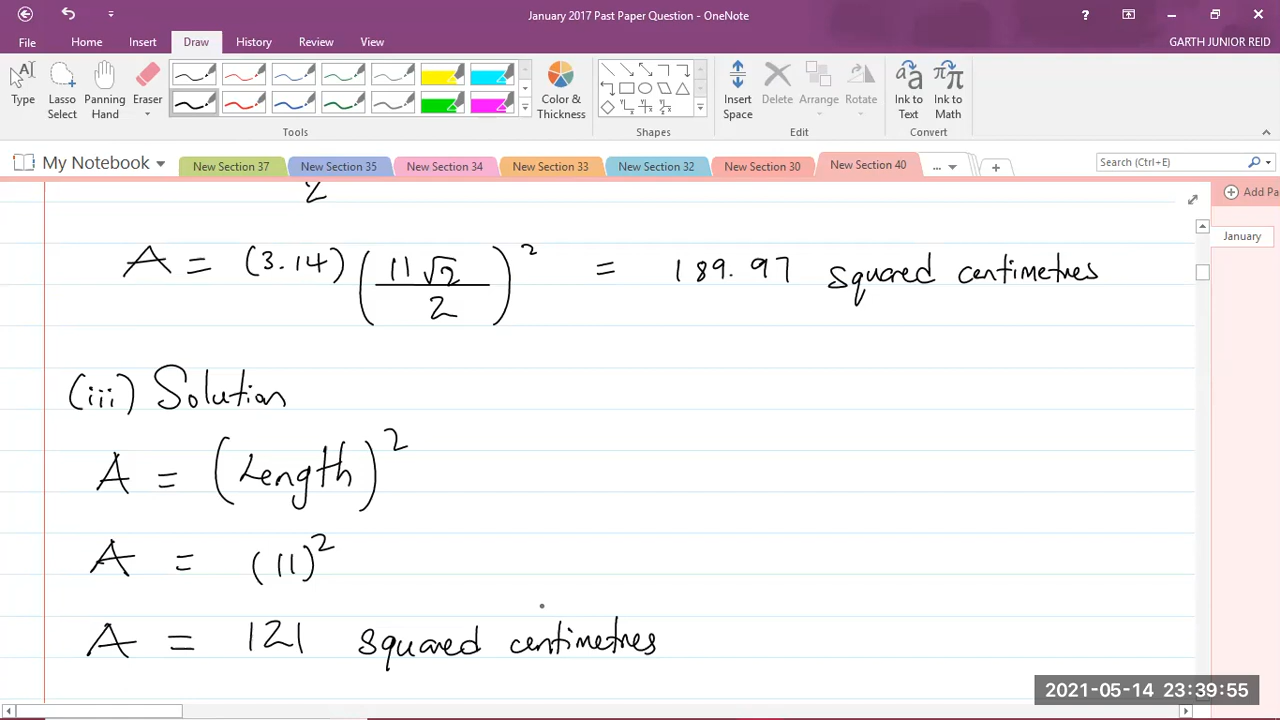 January 2017 Past Paper Question - OneNote
File Home Insert Draw History Review View GARTH JUNIOR REID
Type
Lasso Select
Panning Hand
Eraser
Color & Thickness
Insert Space
Delete
Arrange
Rotate
Ink to Text
Ink to Math
Tools Shapes Edit Convert
My Notebook New Section 37 New Section 35 New Section 34 New Section 33 New Section 32 New Section 30 New Section 40 ... Search (Ctrl+E)
Add Pa
January
2
A = (3.14) (11√2/2)² = 189.97 squared centimetres
(iii) Solution
A = (Length)²
A = (11)²
A = 121 squared centimetres
2021-05-14 23:39:55